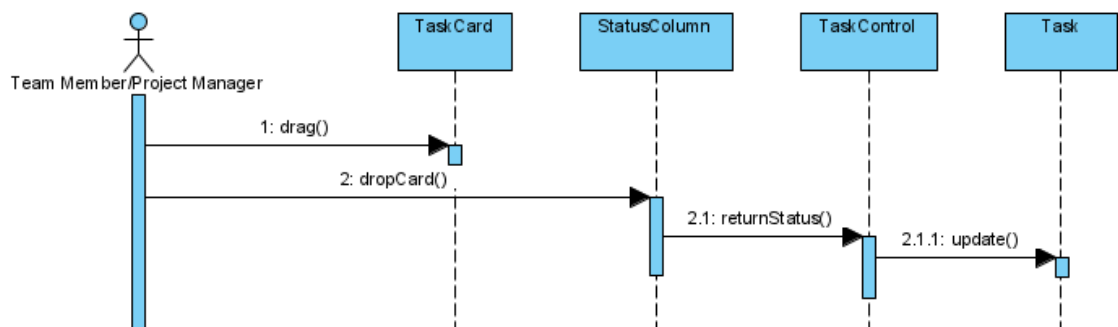 TaskCard
StatusColumn
TaskControl
Task
Team Member/Project Manager
1: drag()
2: dropCard()
2.1: returnStatus()
2.1.1: update()